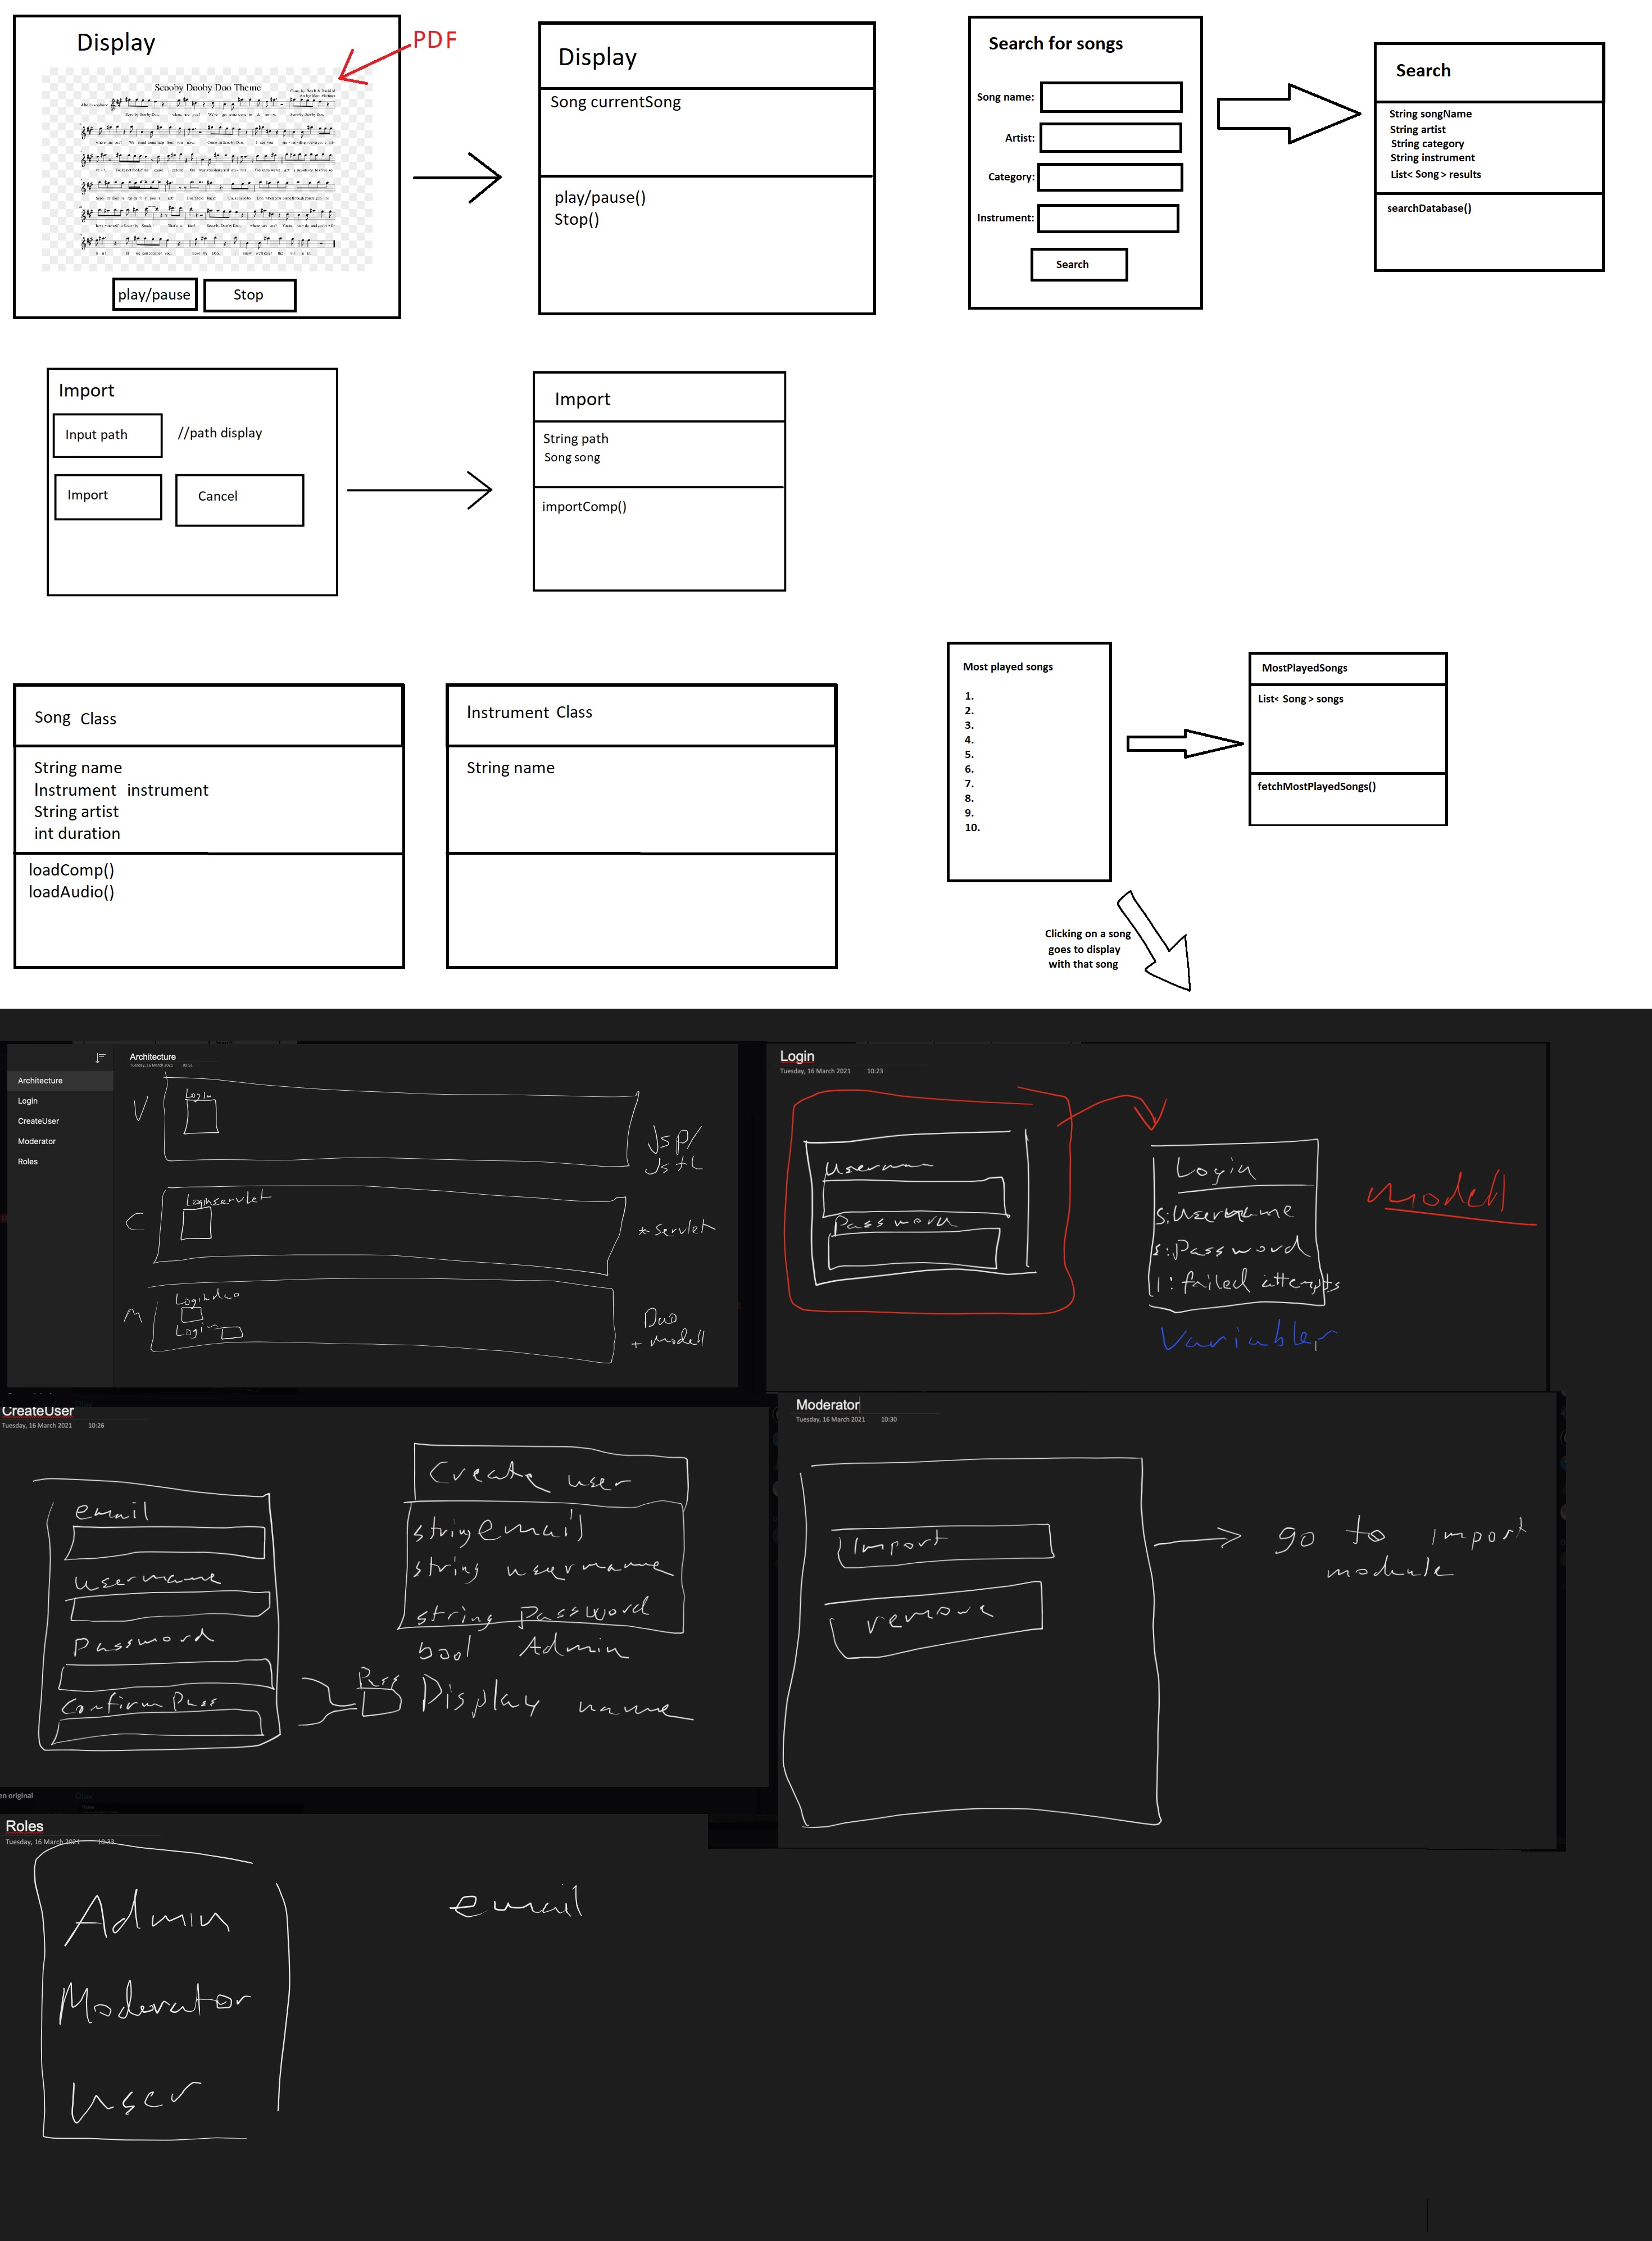 Display
PDF
Scooby Dooby Doo Theme
play/pause
Stop
Display
Song currentSong
play/pause()
Stop()
Search for songs
Song name:
Artist:
Category:
Instrument:
Search
Search
String songName
String artist
String category
String instrument
List< Song > results
searchDatabase()
Import
Input path
//path display
Import
Cancel
Import
String path
Song song
importComp()
Song Class
String name
Instrument instrument
String artist
int duration
loadComp()
loadAudio()
Instrument Class
String name
Most played songs
1.
2.
3.
4.
5.
6.
7.
8.
9.
10.
MostPlayedSongs
List< Song > songs
fetchMostPlayedSongs()
Clicking on a song
goes to display
with that song
Architecture
Login
CreateUser
Moderator
Roles
Architecture
Tuesday, 16 March 2021
V
Login
Jsp/
Jstl
C
Loginservlet
*servlet
M
Logindao
Login
Dao
+ modell
Login
Tuesday, 16 March 2021 10:23
Username
Password
Login
S:Username
S:Password
I: failed attempts
modell
Variabler
CreateUser
Tuesday, 16 March 2021 10:26
email
username
Password
Confirm Pass
Create user
string email
string username
string password
bool Admin
Pass
Display name
en original
Moderator
Tuesday, 16 March 2021 10:30
Import
remove
go to import
module
Roles
Tuesday, 16 March 2021 10:33
Admin
Moderator
User
email